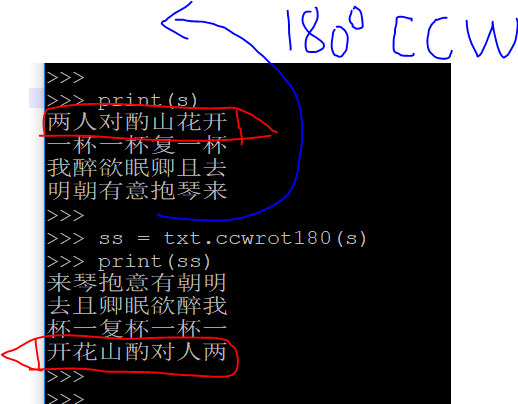 180° CCW
>>>
>>> print(s)
两人对酌山花开
一杯一杯复一杯
我醉欲眠卿且去
明朝有意抱琴来
>>>
>>> ss = txt.ccwrot180(s)
>>> print(ss)
来琴抱意有朝明
去且卿眠欲醉我
杯一复杯一杯一
开花山酌对人两
>>>
>>>